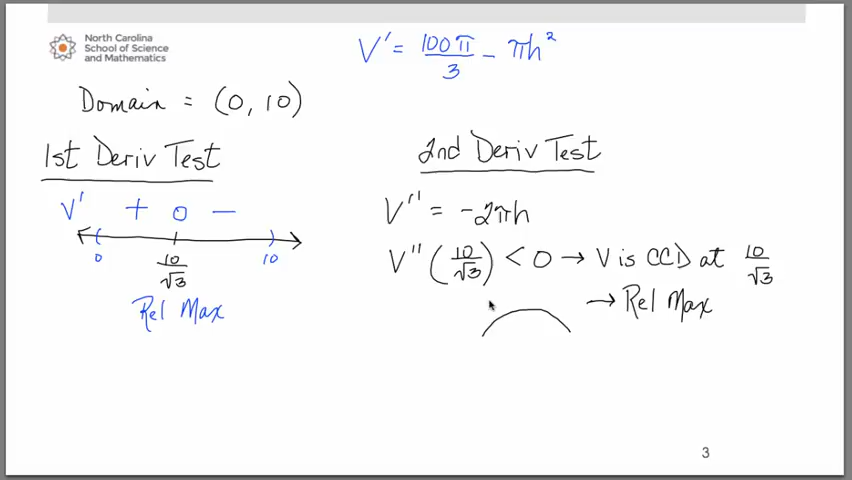 North Carolina
School of Science
and Mathematics
V' = 100π/3 - πh²
Domain = (0, 10)
1st Deriv Test
V' + 0 -
0 10/√3 10
Rel Max
2nd Deriv Test
V'' = -2πh
V''(10/√3) < 0 → V is CCD at 10/√3
→ Rel Max
3